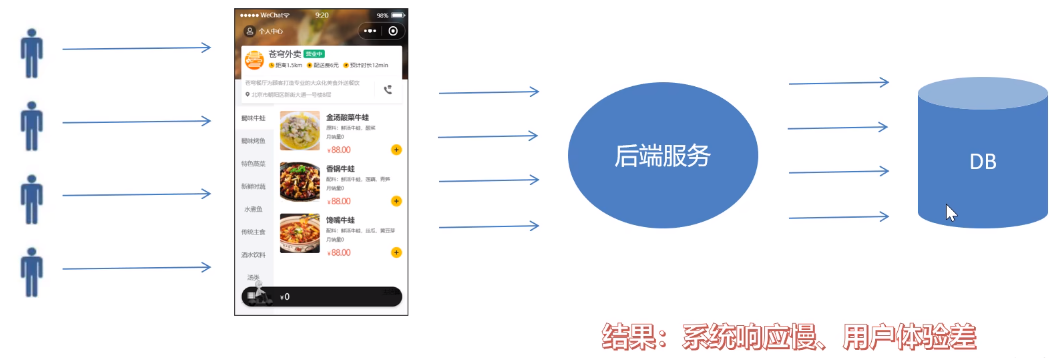 WeChat
9:20
98%
个人中心
苍穹外卖 营业中
距离1.5km 配送费6元 预计时长12min
苍穹餐厅为顾客打造专业的大众化美食外送餐饮
北京市朝阳区新街大道一号楼8层
蜀味牛蛙
蜀味烤鱼
特色蒸菜
新鲜时蔬
水煮鱼
传统主食
酒水饮料
汤类
金汤酸菜牛蛙
原料:鲜活牛蛙、酸菜
月销量0
¥88.00
香锅牛蛙
配料:鲜活牛蛙、莲藕、青笋
月销量0
¥88.00
馋嘴牛蛙
配料:鲜活牛蛙、丝瓜、黄豆芽
月销量0
¥88.00
¥0
后端服务
DB
结果:系统响应慢、用户体验差